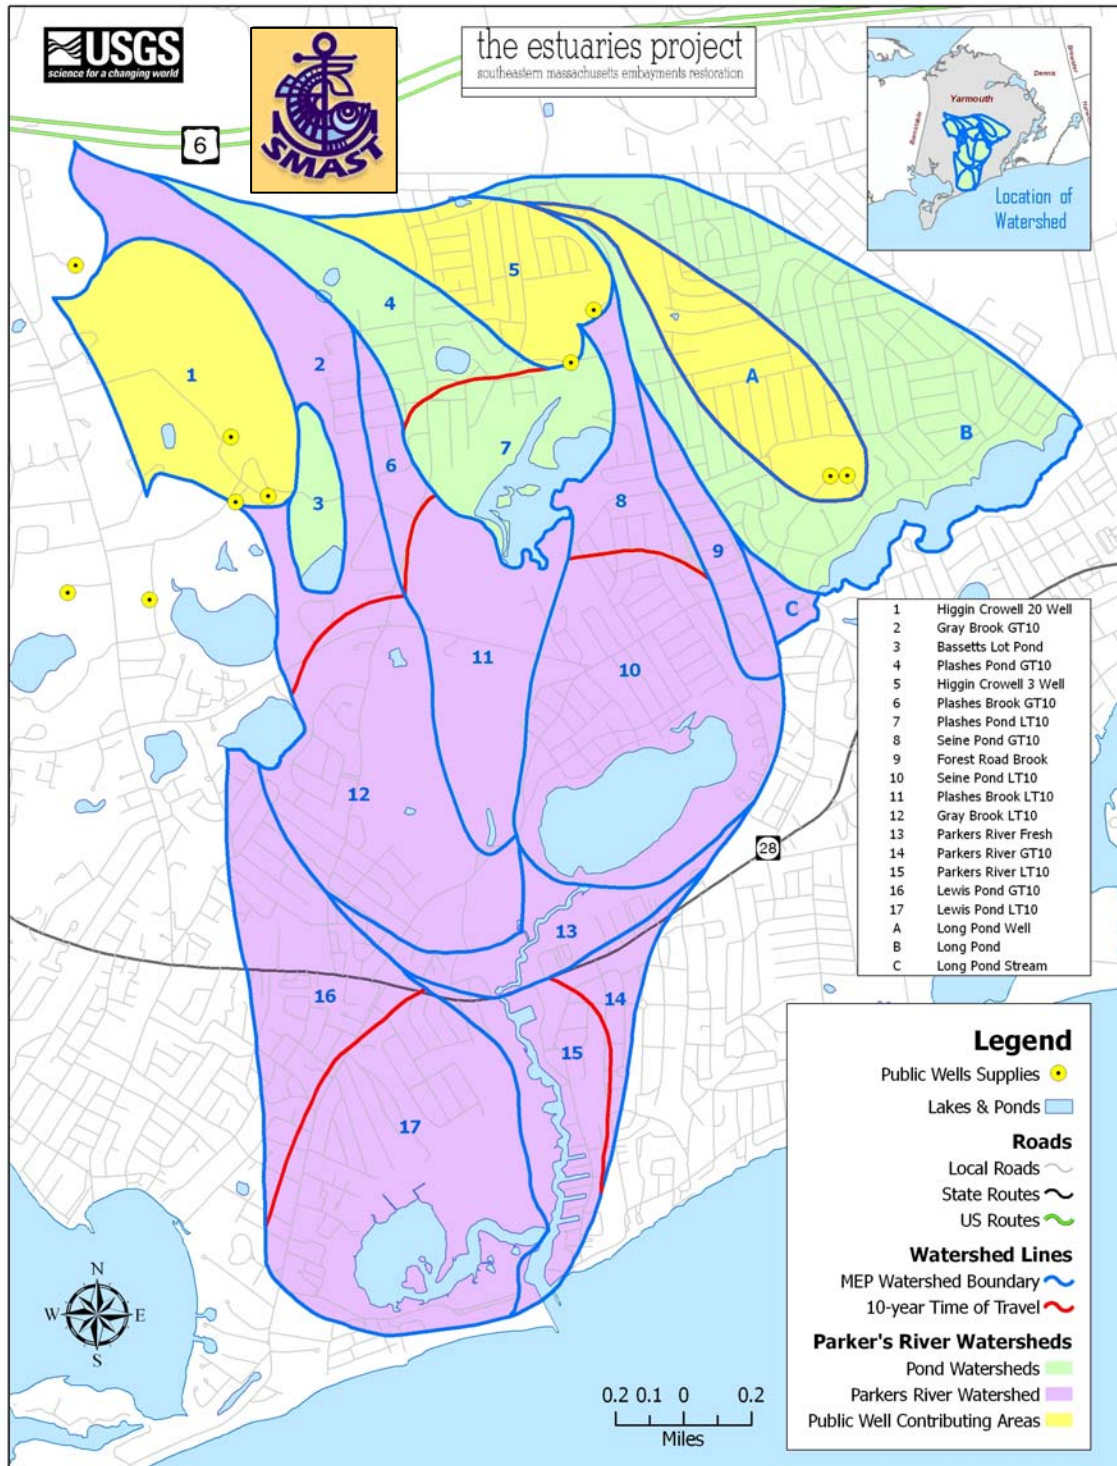 USGS
science for a changing world
SMAST
the estuaries project
southeastern massachusetts embayments restoration
6
Yarmouth
Dennis
Brewster
Barnstable
Location of
Watershed
1
2
3
4
5
6
7
8
9
10
11
12
13
14
15
16
17
A
B
C
28
1 Higgin Crowell 20 Well
2 Gray Brook GT10
3 Bassetts Lot Pond
4 Plashes Pond GT10
5 Higgin Crowell 3 Well
6 Plashes Brook GT10
7 Plashes Pond LT10
8 Seine Pond GT10
9 Forest Road Brook
10 Seine Pond LT10
11 Plashes Brook LT10
12 Gray Brook LT10
13 Parkers River Fresh
14 Parkers River GT10
15 Parkers River LT10
16 Lewis Pond GT10
17 Lewis Pond LT10
A Long Pond Well
B Long Pond
C Long Pond Stream
Legend
Public Wells Supplies
Lakes & Ponds
Roads
Local Roads
State Routes
US Routes
Watershed Lines
MEP Watershed Boundary
10-year Time of Travel
Parker's River Watersheds
Pond Watersheds
Parkers River Watershed
Public Well Contributing Areas
N
W E
S
0.2 0.1 0 0.2
Miles